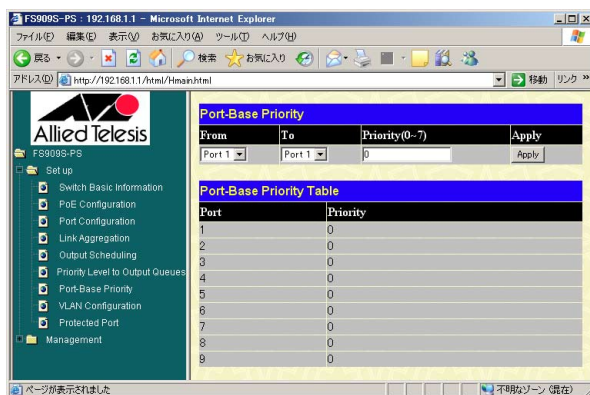 FS909S-PS : 192.168.1.1 - Microsoft Internet Explorer
ファイル(F) 編集(E) 表示(V) お気に入り(A) ツール(T) ヘルプ(H)
戻る 検索 お気に入り
アドレス(D) http://192.168.1.1/html/Hmain.html 移動 リンク »
Allied Telesis
FS909S-PS
Set up
Switch Basic Information
PoE Configuration
Port Configuration
Link Aggregation
Output Scheduling
Priority Level to Output Queues
Port-Base Priority
VLAN Configuration
Protected Port
Management
Port-Base Priority
From To Priority(0~7) Apply
Port 1 Port 1 0 Apply
Port-Base Priority Table
Port Priority
1 0
2 0
3 0
4 0
5 0
6 0
7 0
8 0
9 0
ページが表示されました 不明なゾーン (混在)